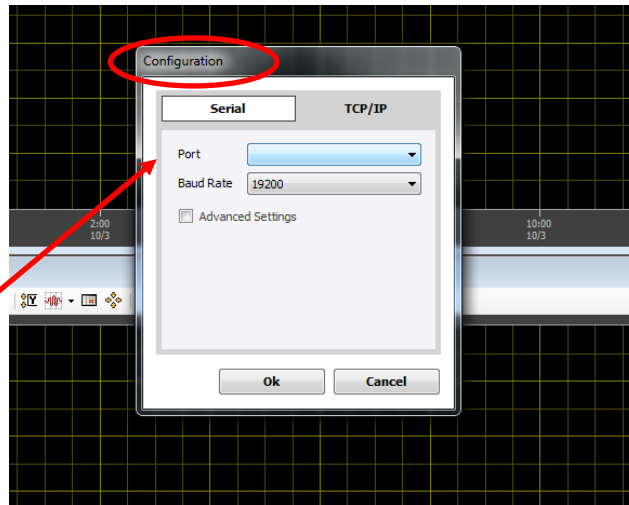 Configuration
Serial TCP/IP
Port
Baud Rate 19200
Advanced Settings
2:00 10:00
10/3 10/3
Y
Ok Cancel